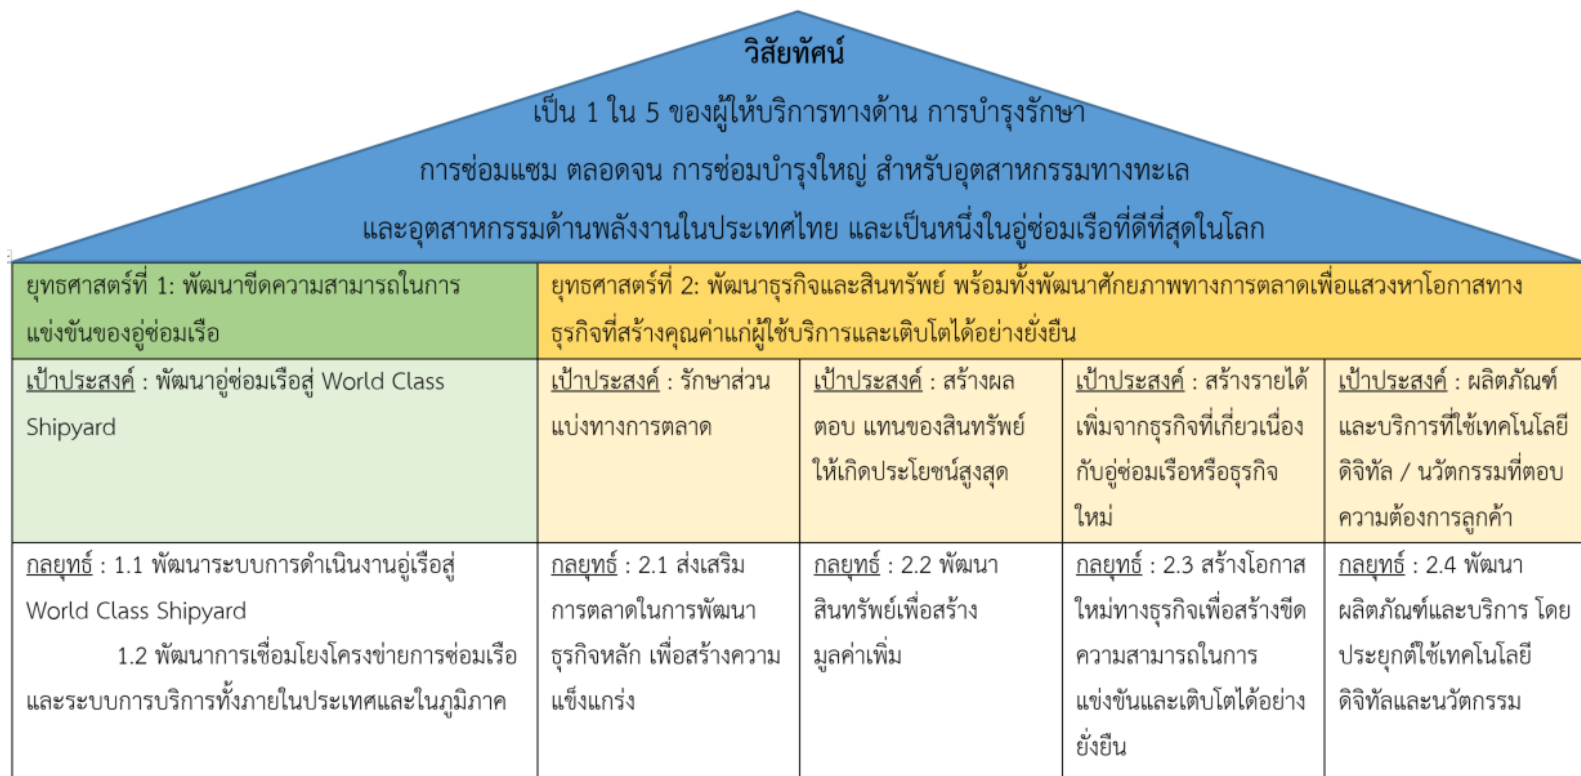 วิสัยทัศน์
เป็น 1 ใน 5 ของผู้ให้บริการทางด้าน การบำรุงรักษา
การซ่อมแซม ตลอดจน การซ่อมบำรุงใหญ่ สำหรับอุตสาหกรรมทางทะเล
และอุตสาหกรรมด้านพลังงานในประเทศไทย และเป็นหนึ่งในอู่ซ่อมเรือที่ดีที่สุดในโลก
ยุทธศาสตร์ที่ 1: พัฒนาขีดความสามารถในการ
แข่งขันของอู่ซ่อมเรือ
ยุทธศาสตร์ที่ 2: พัฒนาธุรกิจและสินทรัพย์ พร้อมทั้งพัฒนาศักยภาพทางการตลาดเพื่อแสวงหาโอกาสทาง
ธุรกิจที่สร้างคุณค่าแก่ผู้ใช้บริการและเติบโตได้อย่างยั่งยืน
เป้าประสงค์ : พัฒนาอู่ซ่อมเรือสู่ World Class
Shipyard
เป้าประสงค์ : รักษาส่วน
แบ่งทางการตลาด
เป้าประสงค์ : สร้างผล
ตอบ แทนของสินทรัพย์
ให้เกิดประโยชน์สูงสุด
เป้าประสงค์ : สร้างรายได้
เพิ่มจากธุรกิจที่เกี่ยวเนื่อง
กับอู่ซ่อมเรือหรือธุรกิจ
ใหม่
เป้าประสงค์ : ผลิตภัณฑ์
และบริการที่ใช้เทคโนโลยี
ดิจิทัล / นวัตกรรมที่ตอบ
ความต้องการลูกค้า
กลยุทธ์ : 1.1 พัฒนาระบบการดำเนินงานอู่เรือสู่
World Class Shipyard
1.2 พัฒนาการเชื่อมโยงโครงข่ายการซ่อมเรือ
และระบบการบริการทั้งภายในประเทศและในภูมิภาค
กลยุทธ์ : 2.1 ส่งเสริม
การตลาดในการพัฒนา
ธุรกิจหลัก เพื่อสร้างความ
แข็งแกร่ง
กลยุทธ์ : 2.2 พัฒนา
สินทรัพย์เพื่อสร้าง
มูลค่าเพิ่ม
กลยุทธ์ : 2.3 สร้างโอกาส
ใหม่ทางธุรกิจเพื่อสร้างขีด
ความสามารถในการ
แข่งขันและเติบโตได้อย่าง
ยั่งยืน
กลยุทธ์ : 2.4 พัฒนา
ผลิตภัณฑ์และบริการ โดย
ประยุกต์ใช้เทคโนโลยี
ดิจิทัลและนวัตกรรม